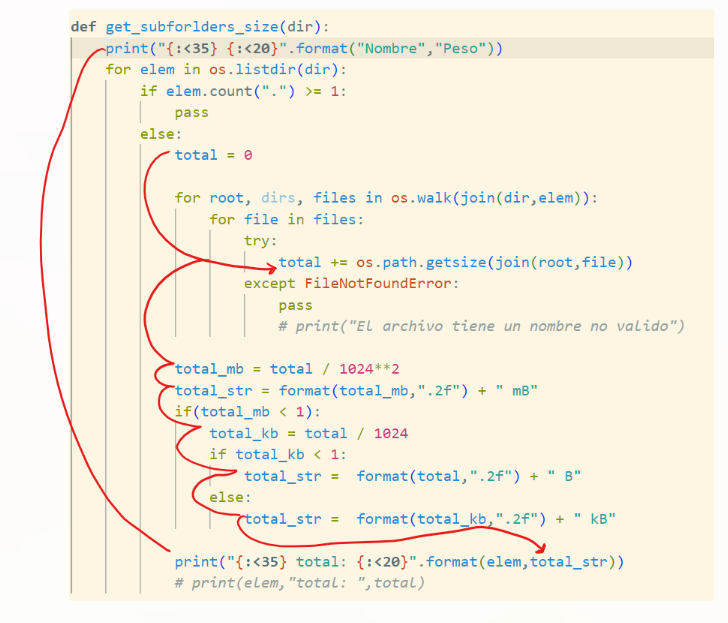 def get_subforlders_size(dir):
print("{:<35} {:<20}".format("Nombre","Peso"))
for elem in os.listdir(dir):
if elem.count(".") >= 1:
pass
else:
total = 0
for root, dirs, files in os.walk(join(dir,elem)):
for file in files:
try:
total += os.path.getsize(join(root,file))
except FileNotFoundError:
pass
# print("El archivo tiene un nombre no valido")
total_mb = total / 1024**2
total_str = format(total_mb,".2f") + " mB"
if(total_mb < 1):
total_kb = total / 1024
if total_kb < 1:
total_str =  format(total,".2f") + " B"
else:
total_str =  format(total_kb,".2f") + " kB"
print("{:<35} total: {:<20}".format(elem,total_str))
# print(elem,"total: ",total)